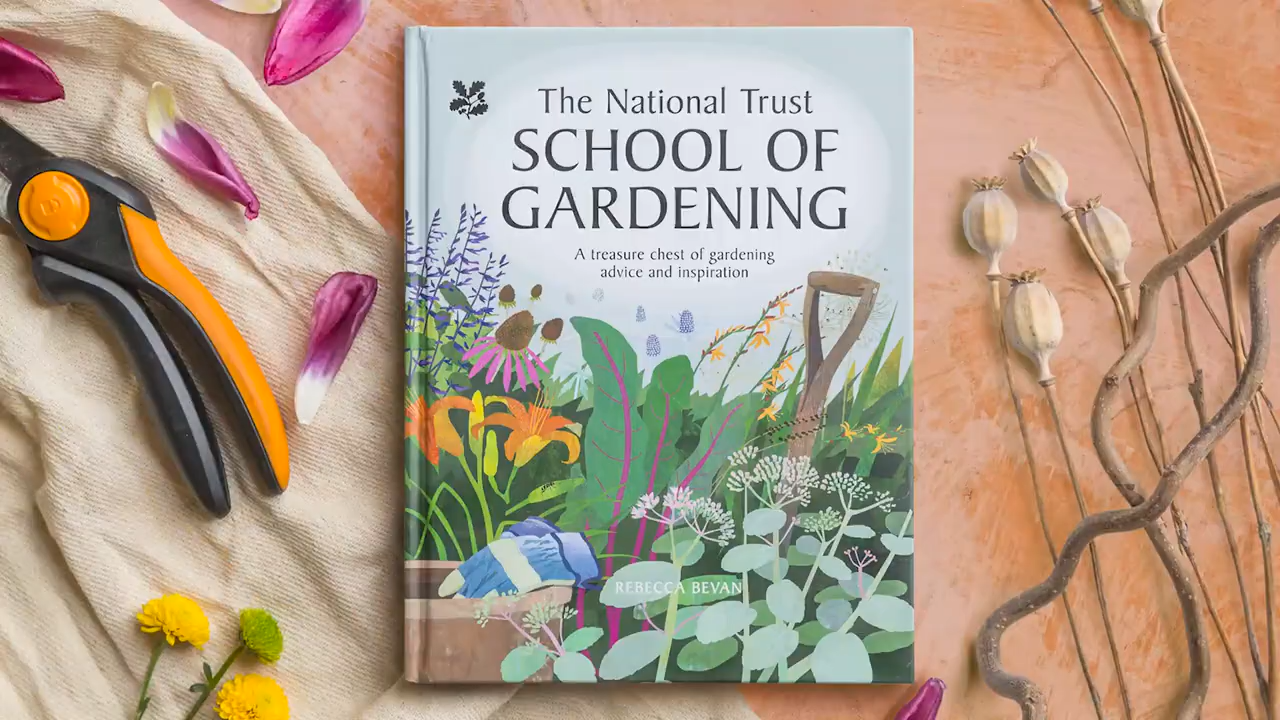 The National Trust
SCHOOL OF
GARDENING
A treasure chest of gardening
advice and inspiration
REBECCA BEVAN